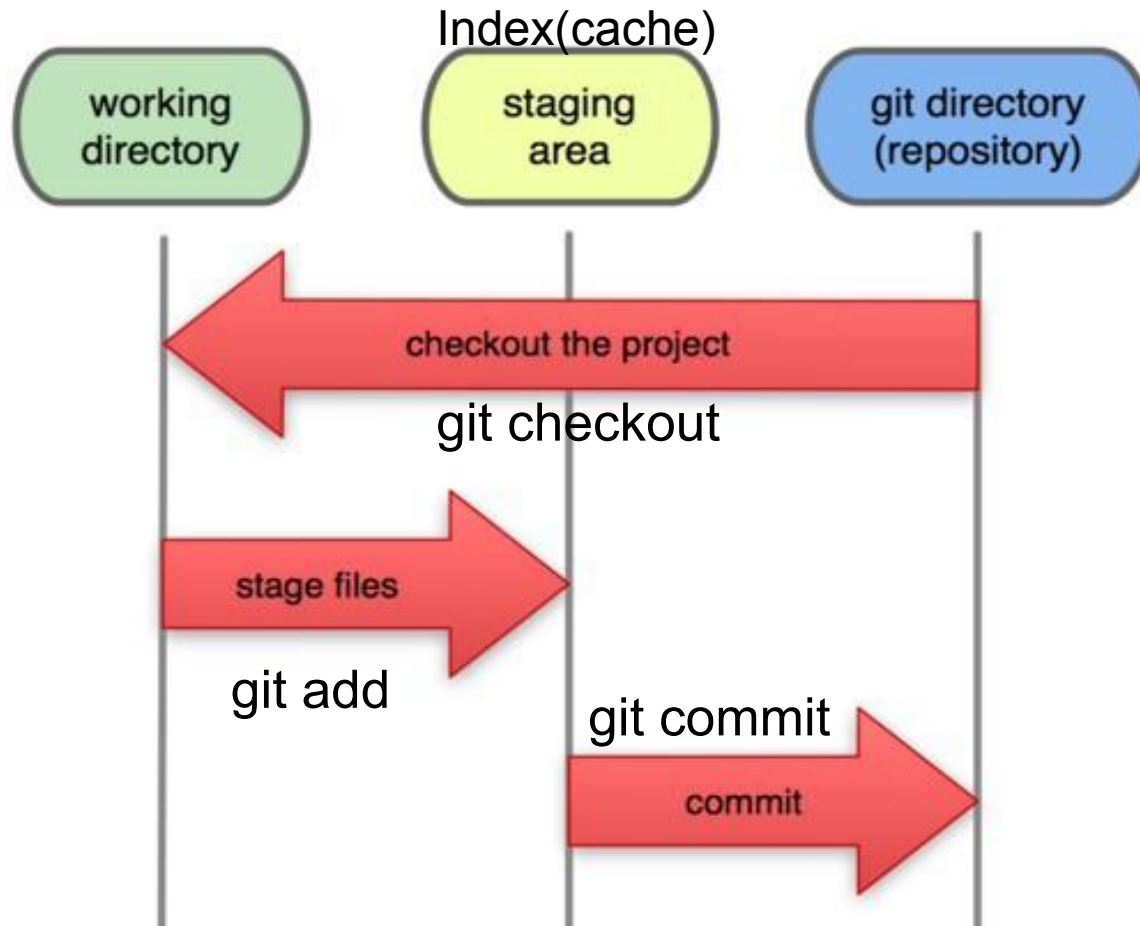 Index(cache)
working
directory
staging
area
git directory
(repository)
checkout the project
git checkout
stage files
git add
git commit
commit